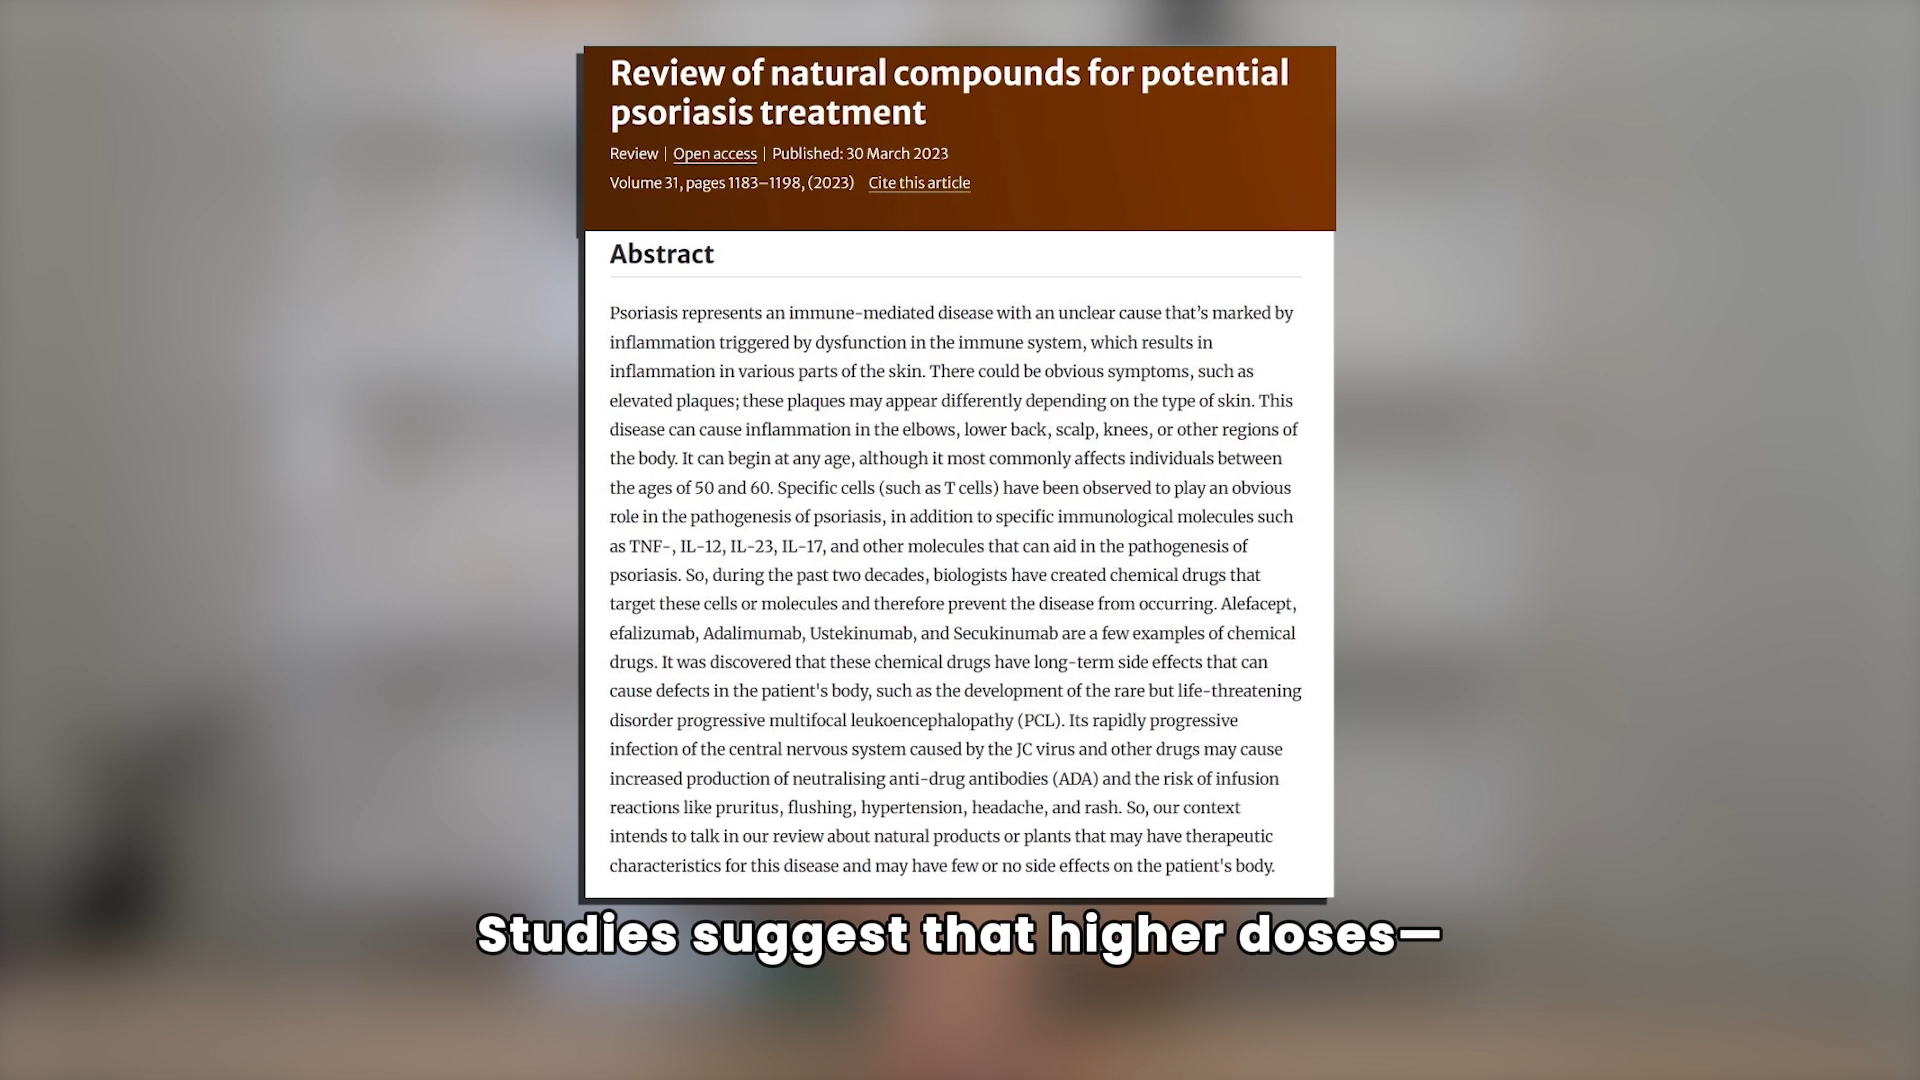 Review of natural compounds for potential
psoriasis treatment
Review | Open access | Published: 30 March 2023
Volume 31, pages 1183–1198, (2023) Cite this article
Abstract
Psoriasis represents an immune-mediated disease with an unclear cause that’s marked by
inflammation triggered by dysfunction in the immune system, which results in
inflammation in various parts of the skin. There could be obvious symptoms, such as
elevated plaques; these plaques may appear differently depending on the type of skin. This
disease can cause inflammation in the elbows, lower back, scalp, knees, or other regions of
the body. It can begin at any age, although it most commonly affects individuals between
the ages of 50 and 60. Specific cells (such as T cells) have been observed to play an obvious
role in the pathogenesis of psoriasis, in addition to specific immunological molecules such
as TNF-, IL-12, IL-23, IL-17, and other molecules that can aid in the pathogenesis of
psoriasis. So, during the past two decades, biologists have created chemical drugs that
target these cells or molecules and therefore prevent the disease from occurring. Alefacept,
efalizumab, Adalimumab, Ustekinumab, and Secukinumab are a few examples of chemical
drugs. It was discovered that these chemical drugs have long-term side effects that can
cause defects in the patient's body, such as the development of the rare but life-threatening
disorder progressive multifocal leukoencephalopathy (PCL). Its rapidly progressive
infection of the central nervous system caused by the JC virus and other drugs may cause
increased production of neutralising anti-drug antibodies (ADA) and the risk of infusion
reactions like pruritus, flushing, hypertension, headache, and rash. So, our context
intends to talk in our review about natural products or plants that may have therapeutic
characteristics for this disease and may have few or no side effects on the patient's body.
Studies suggest that higher doses—